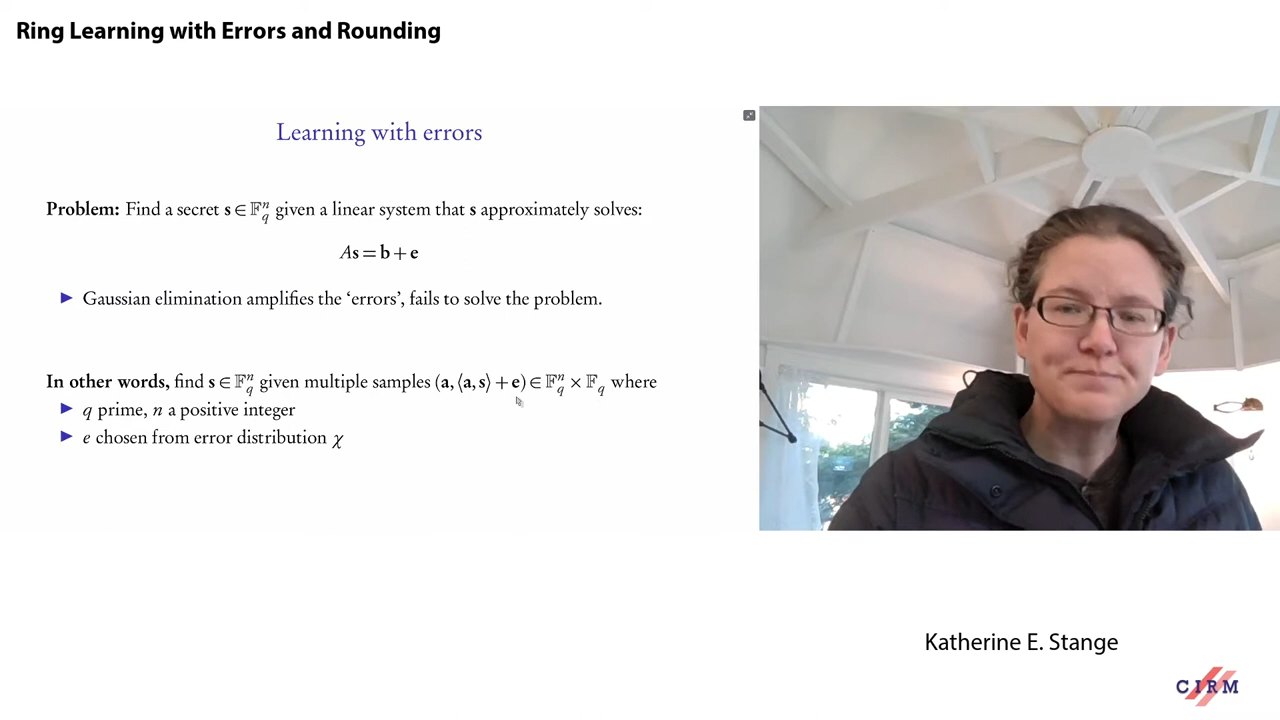 Ring Learning with Errors and Rounding
Learning with errors
Problem: Find a secret s ∈ 𝔽_q^n given a linear system that s approximately solves:
As = b + e
▶ Gaussian elimination amplifies the ‘errors’, fails to solve the problem.
In other words, find s ∈ 𝔽_q^n given multiple samples (a, ⟨a, s⟩ + e) ∈ 𝔽_q^n × 𝔽_q where
▶ q prime, n a positive integer
▶ e chosen from error distribution χ
Katherine E. Stange
CIRM